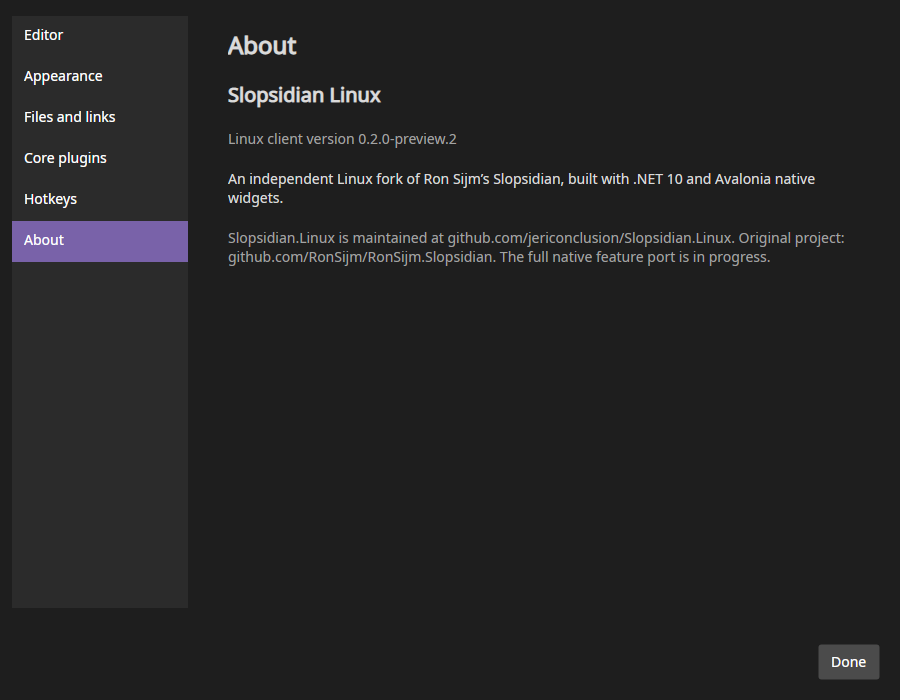 Editor
Appearance
Files and links
Core plugins
Hotkeys
About
About
Slopsidian Linux
Linux client version 0.2.0-preview.2
An independent Linux fork of Ron Sijm’s Slopsidian, built with .NET 10 and Avalonia native
widgets.
Slopsidian.Linux is maintained at github.com/jericonclusion/Slopsidian.Linux. Original project:
github.com/RonSijm/RonSijm.Slopsidian. The full native feature port is in progress.
Done